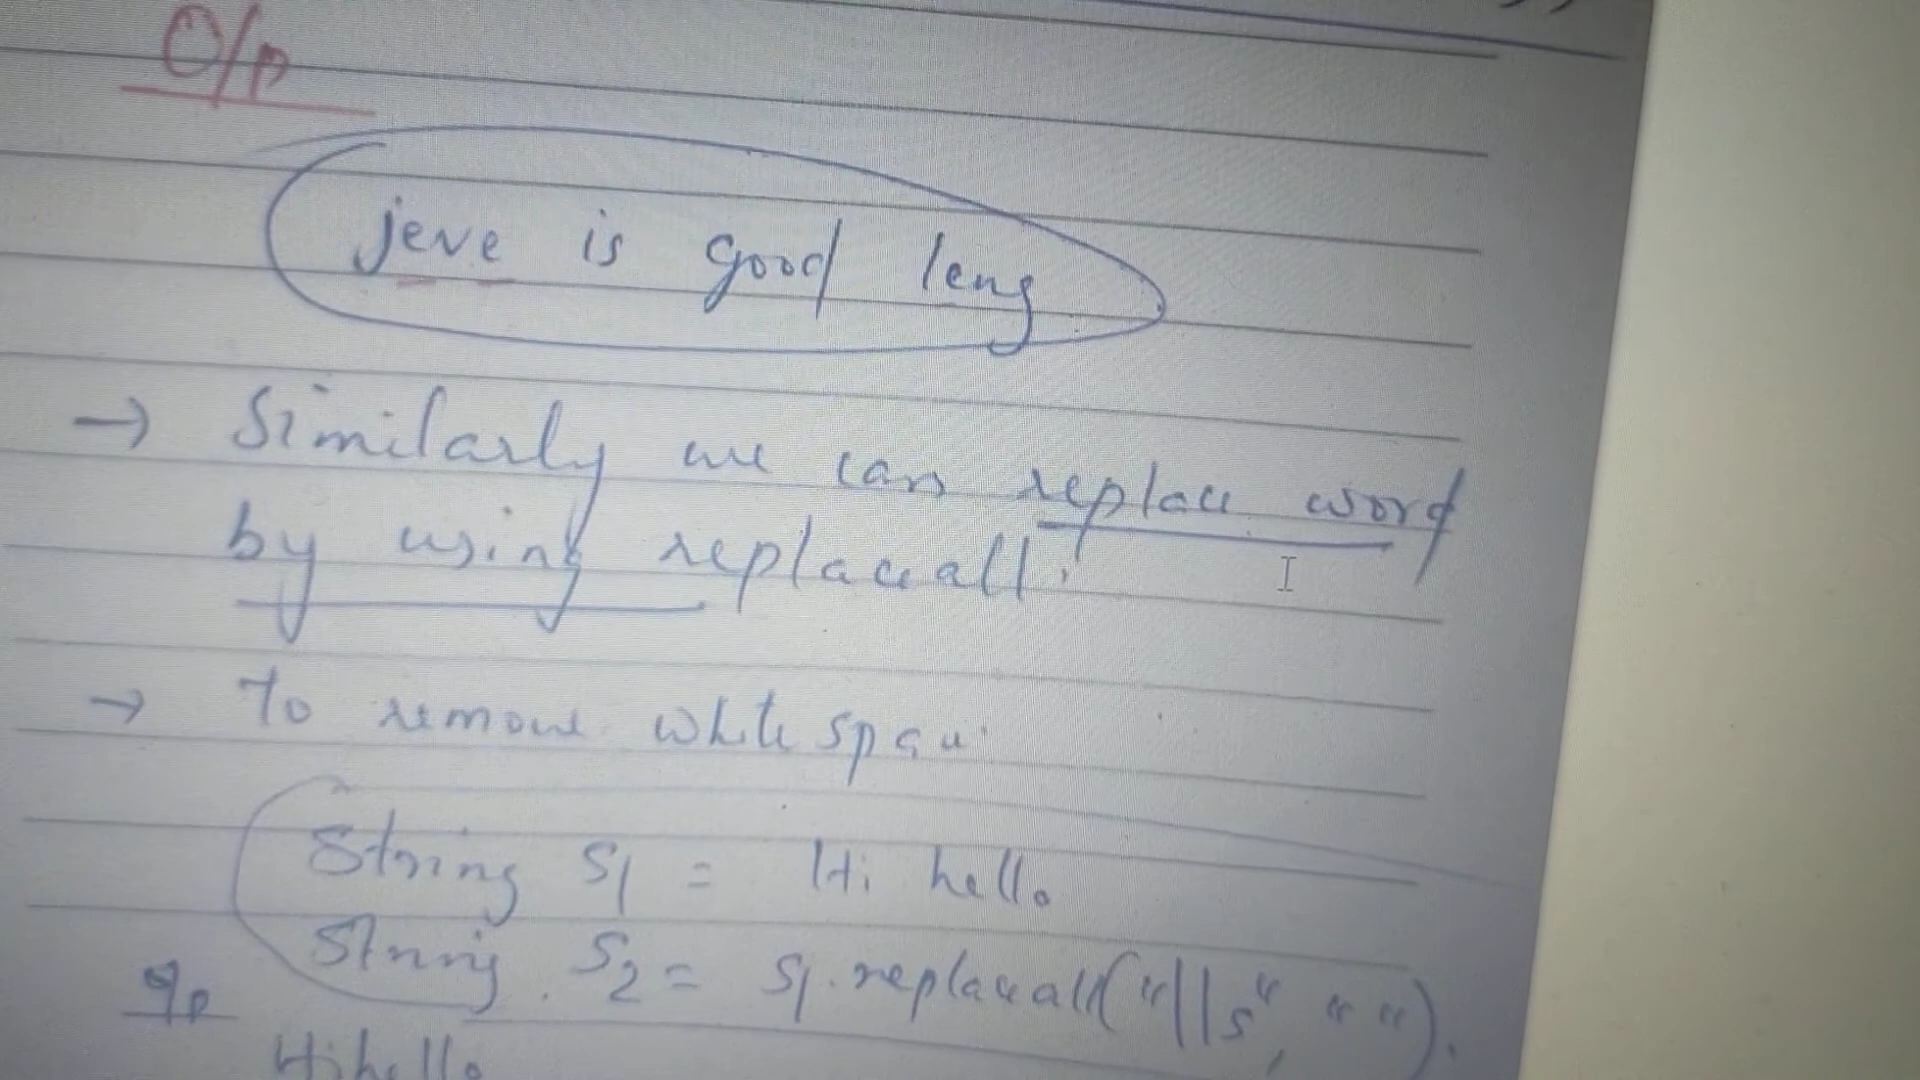 O/p
jeve is good leng
→ Similarly we can replace word
by using replaceall.
→ To remove white space
String S1 = Hi hello
String S2 = S1.replaceall("\\s", " ").
O/p
Hihello